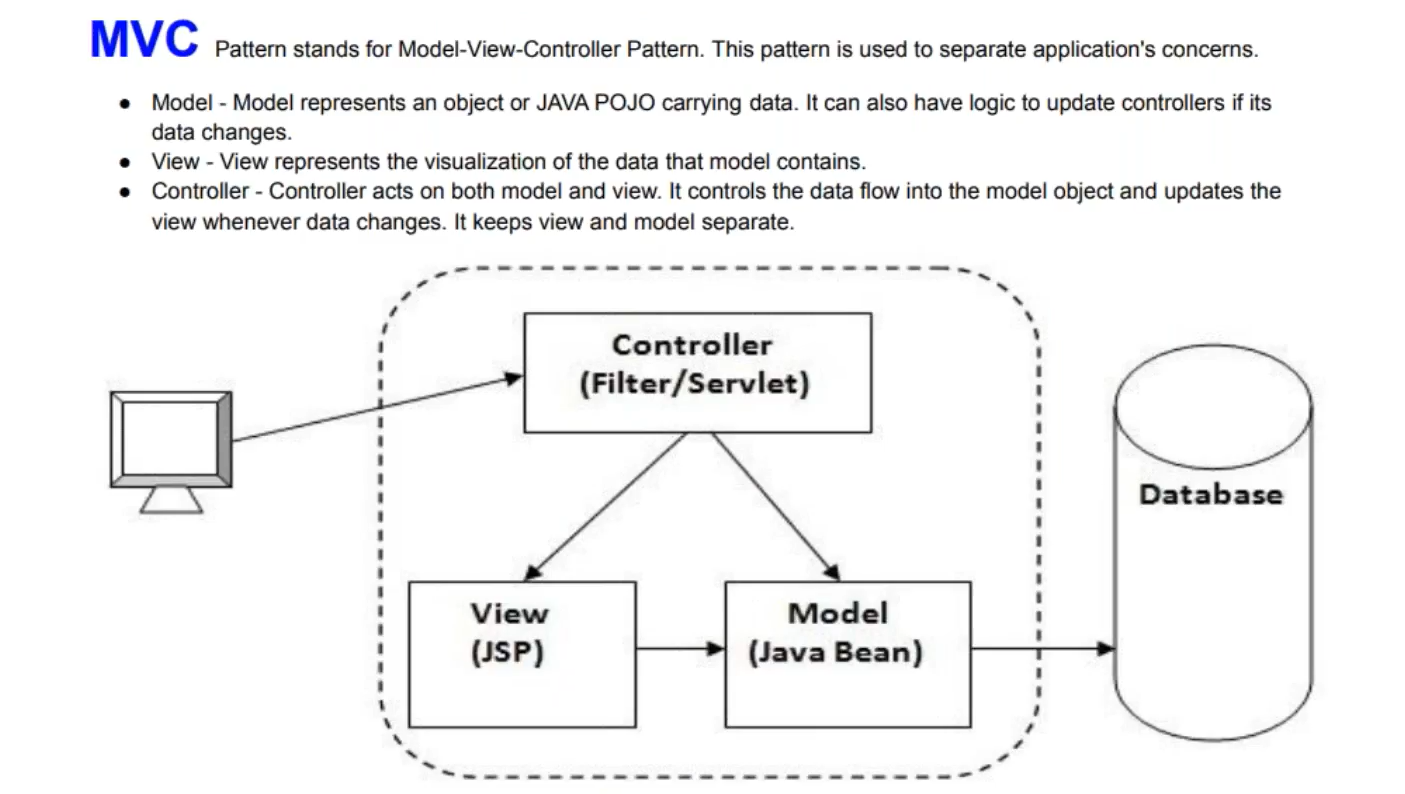 MVC Pattern stands for Model-View-Controller Pattern. This pattern is used to separate application's concerns.
● Model - Model represents an object or JAVA POJO carrying data. It can also have logic to update controllers if its
data changes.
● View - View represents the visualization of the data that model contains.
● Controller - Controller acts on both model and view. It controls the data flow into the model object and updates the
view whenever data changes. It keeps view and model separate.
Controller
(Filter/Servlet)
Database
View
(JSP)
Model
(Java Bean)